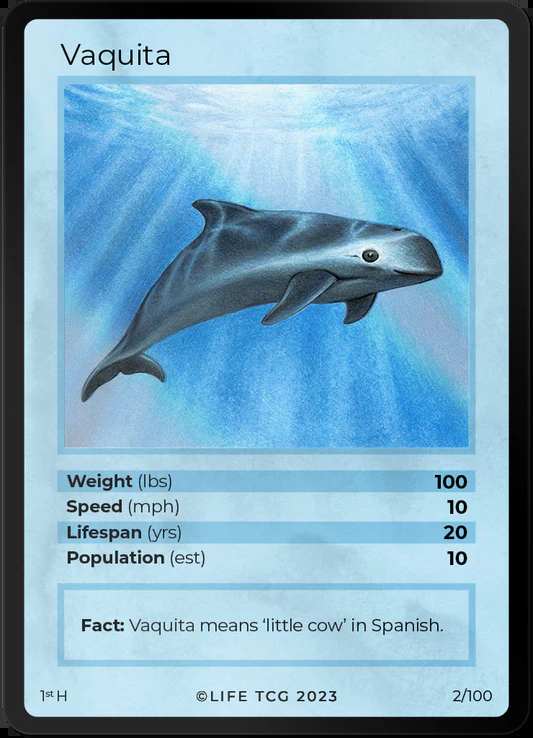 Vaquita
Weight (lbs) 100
Speed (mph) 10
Lifespan (yrs) 20
Population (est) 10
Fact: Vaquita means ‘little cow’ in Spanish.
1st H ©LIFE TCG 2023 2/100